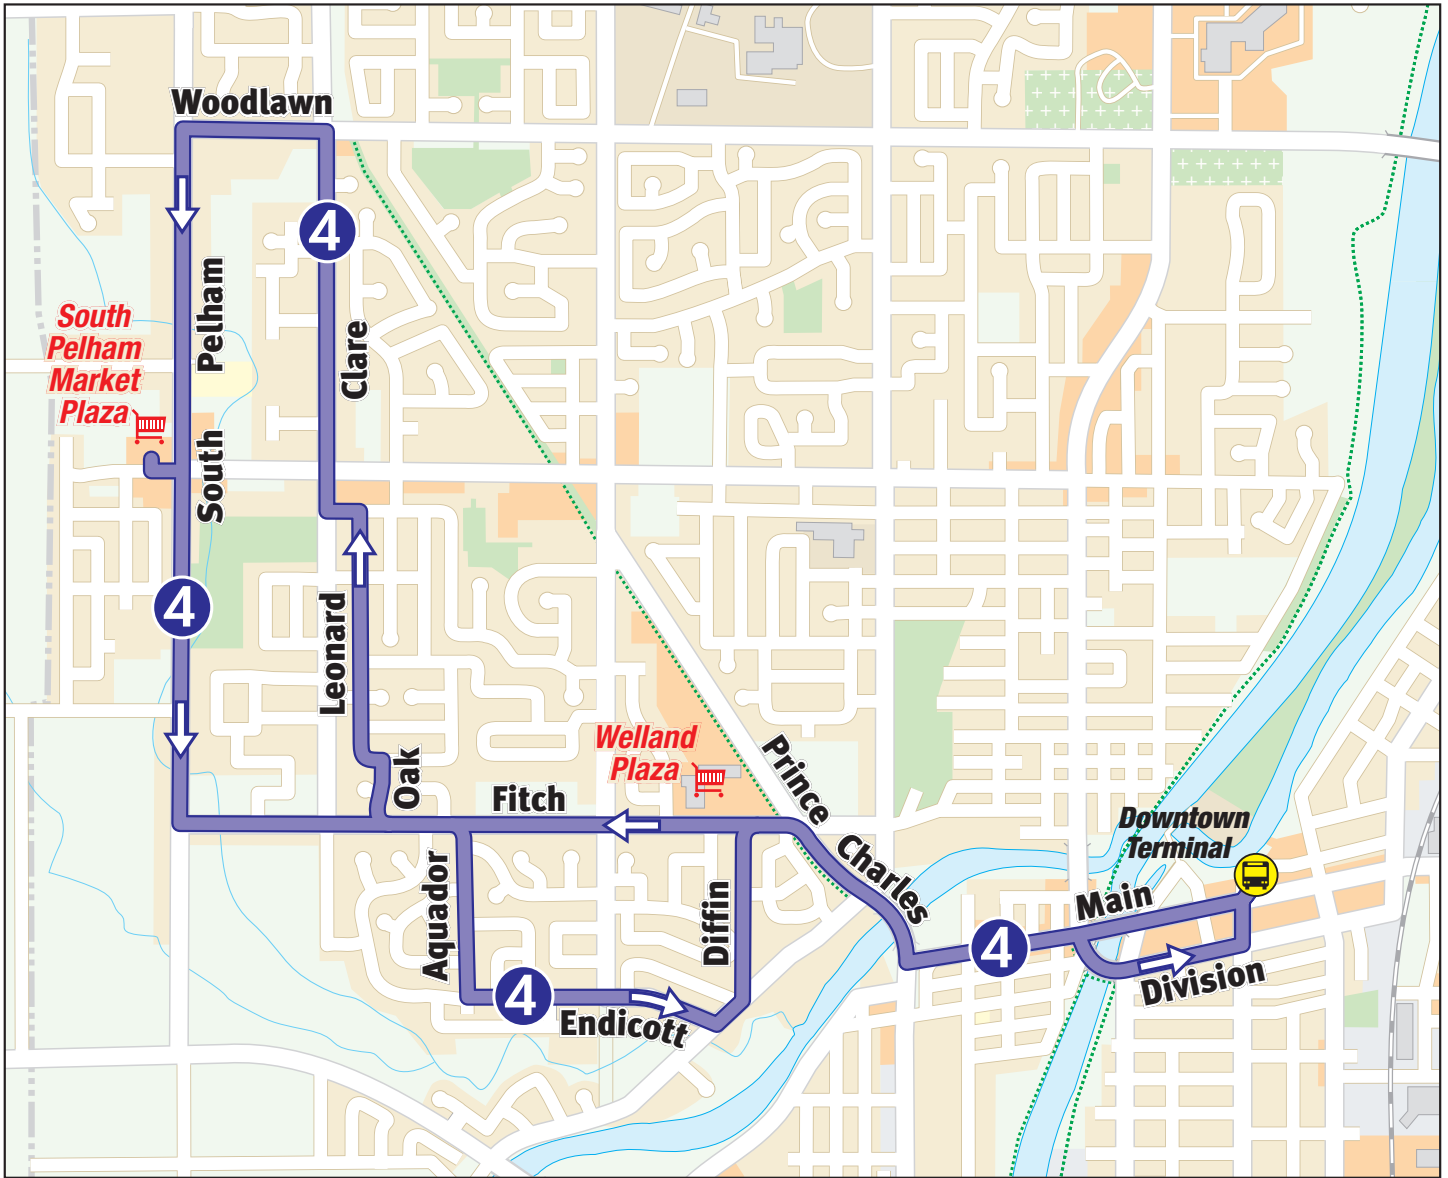 Woodlawn
4
Pelham
South
Pelham
Market
Plaza
Clare
South
4
Leonard
Welland
Plaza
Prince
Oak
Fitch
Charles
Downtown
Terminal
Aquador
Diffin
Main
4
Division
4
Endicott